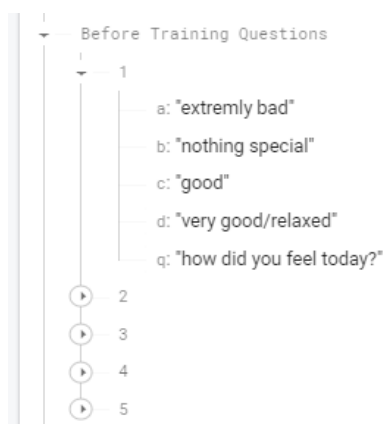 Before Training Questions
1
a: "extremly bad"
b: "nothing special"
c: "good"
d: "very good/relaxed"
q: "how did you feel today?"
2
3
4
5